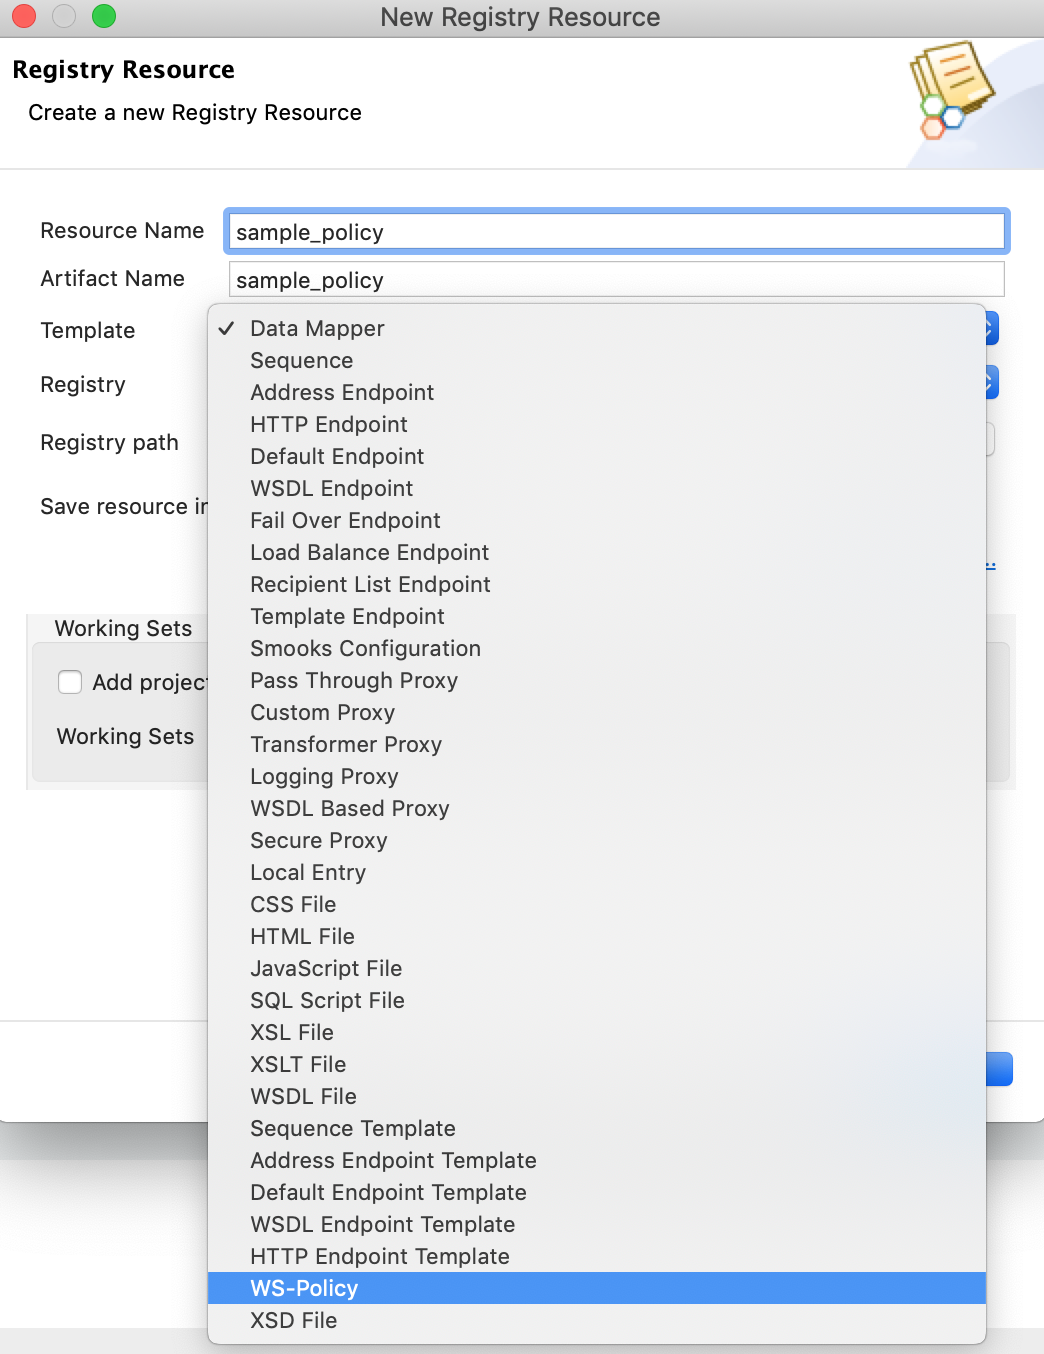 New Registry Resource
Registry Resource
Create a new Registry Resource
Resource Name sample_policy
Artifact Name sample_policy
Template
Registry
Registry path
Save resource in
Working Sets
Add project
Working Sets
✓ Data Mapper
Sequence
Address Endpoint
HTTP Endpoint
Default Endpoint
WSDL Endpoint
Fail Over Endpoint
Load Balance Endpoint
Recipient List Endpoint
Template Endpoint
Smooks Configuration
Pass Through Proxy
Custom Proxy
Transformer Proxy
Logging Proxy
WSDL Based Proxy
Secure Proxy
Local Entry
CSS File
HTML File
JavaScript File
SQL Script File
XSL File
XSLT File
WSDL File
Sequence Template
Address Endpoint Template
Default Endpoint Template
WSDL Endpoint Template
HTTP Endpoint Template
WS-Policy
XSD File